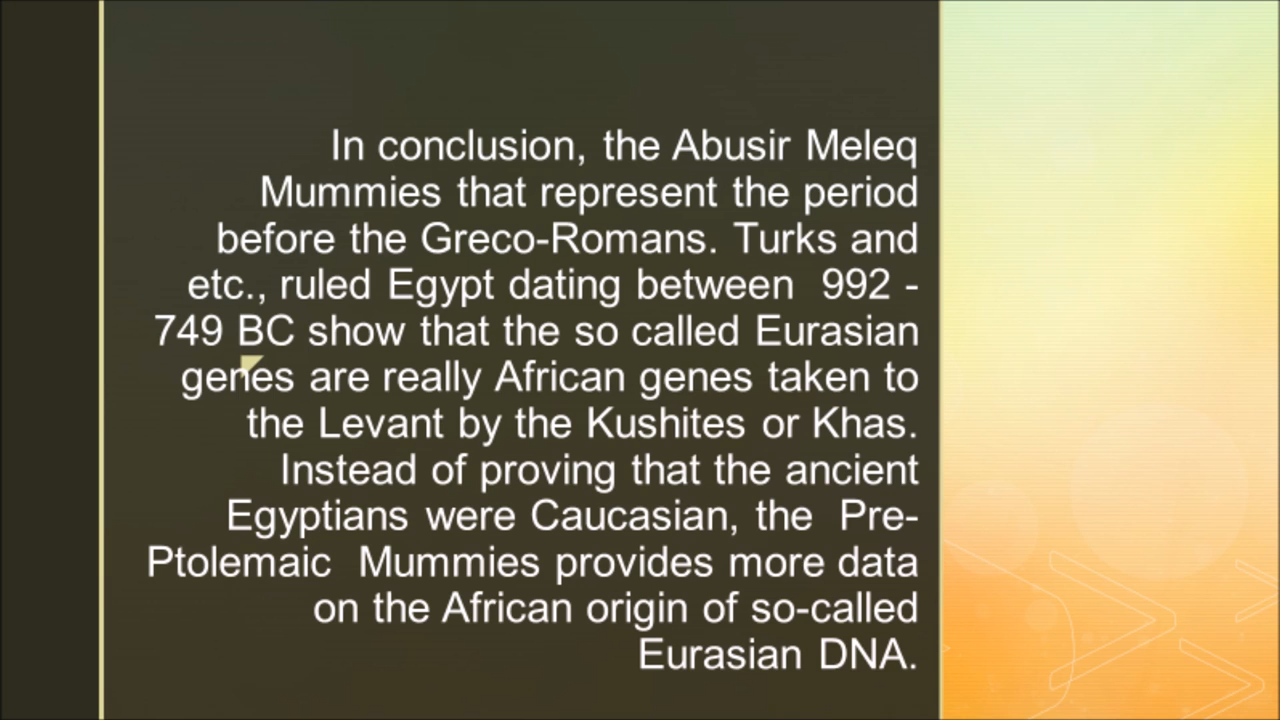 In conclusion, the Abusir Meleq
Mummies that represent the period
before the Greco-Romans. Turks and
etc., ruled Egypt dating between  992 -
749 BC show that the so called Eurasian
genes are really African genes taken to
the Levant by the Kushites or Khas.
Instead of proving that the ancient
Egyptians were Caucasian, the  Pre-
Ptolemaic  Mummies provides more data
on the African origin of so-called
Eurasian DNA.